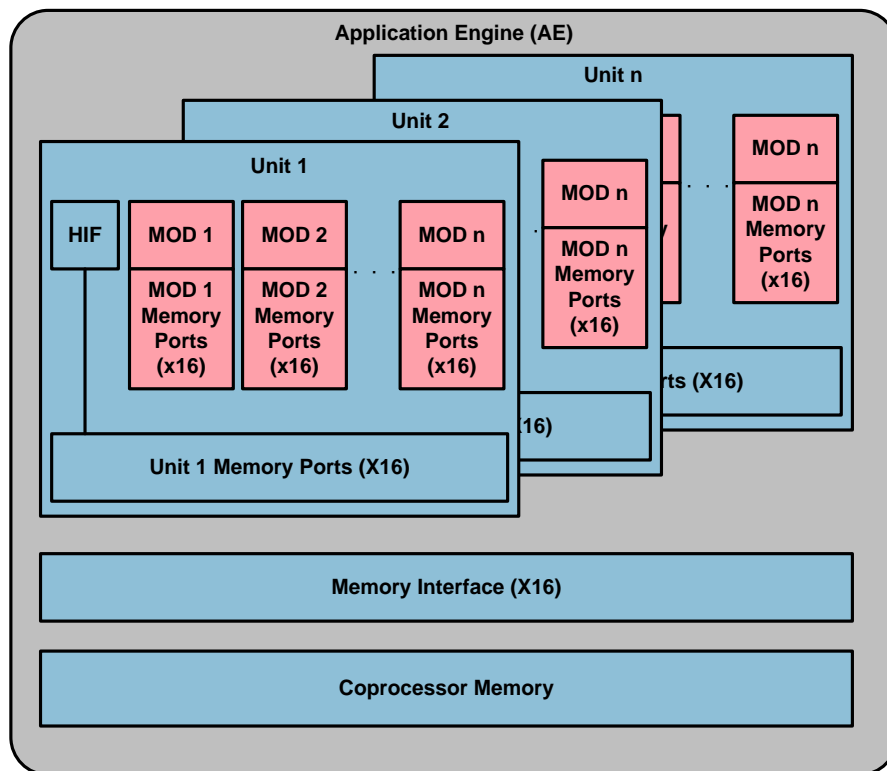 Application Engine (AE)
Unit n
Unit 2
Unit 1
HIF
MOD 1
MOD 2
MOD n
MOD n
MOD n
MOD 1
Memory
Ports
(x16)
MOD 2
Memory
Ports
(x16)
MOD n
Memory
Ports
(x16)
MOD n
Memory
Ports
(x16)
MOD n
Memory
Ports
(x16)
Unit 1 Memory Ports (X16)
(X16)
Memory Interface (X16)
Coprocessor Memory